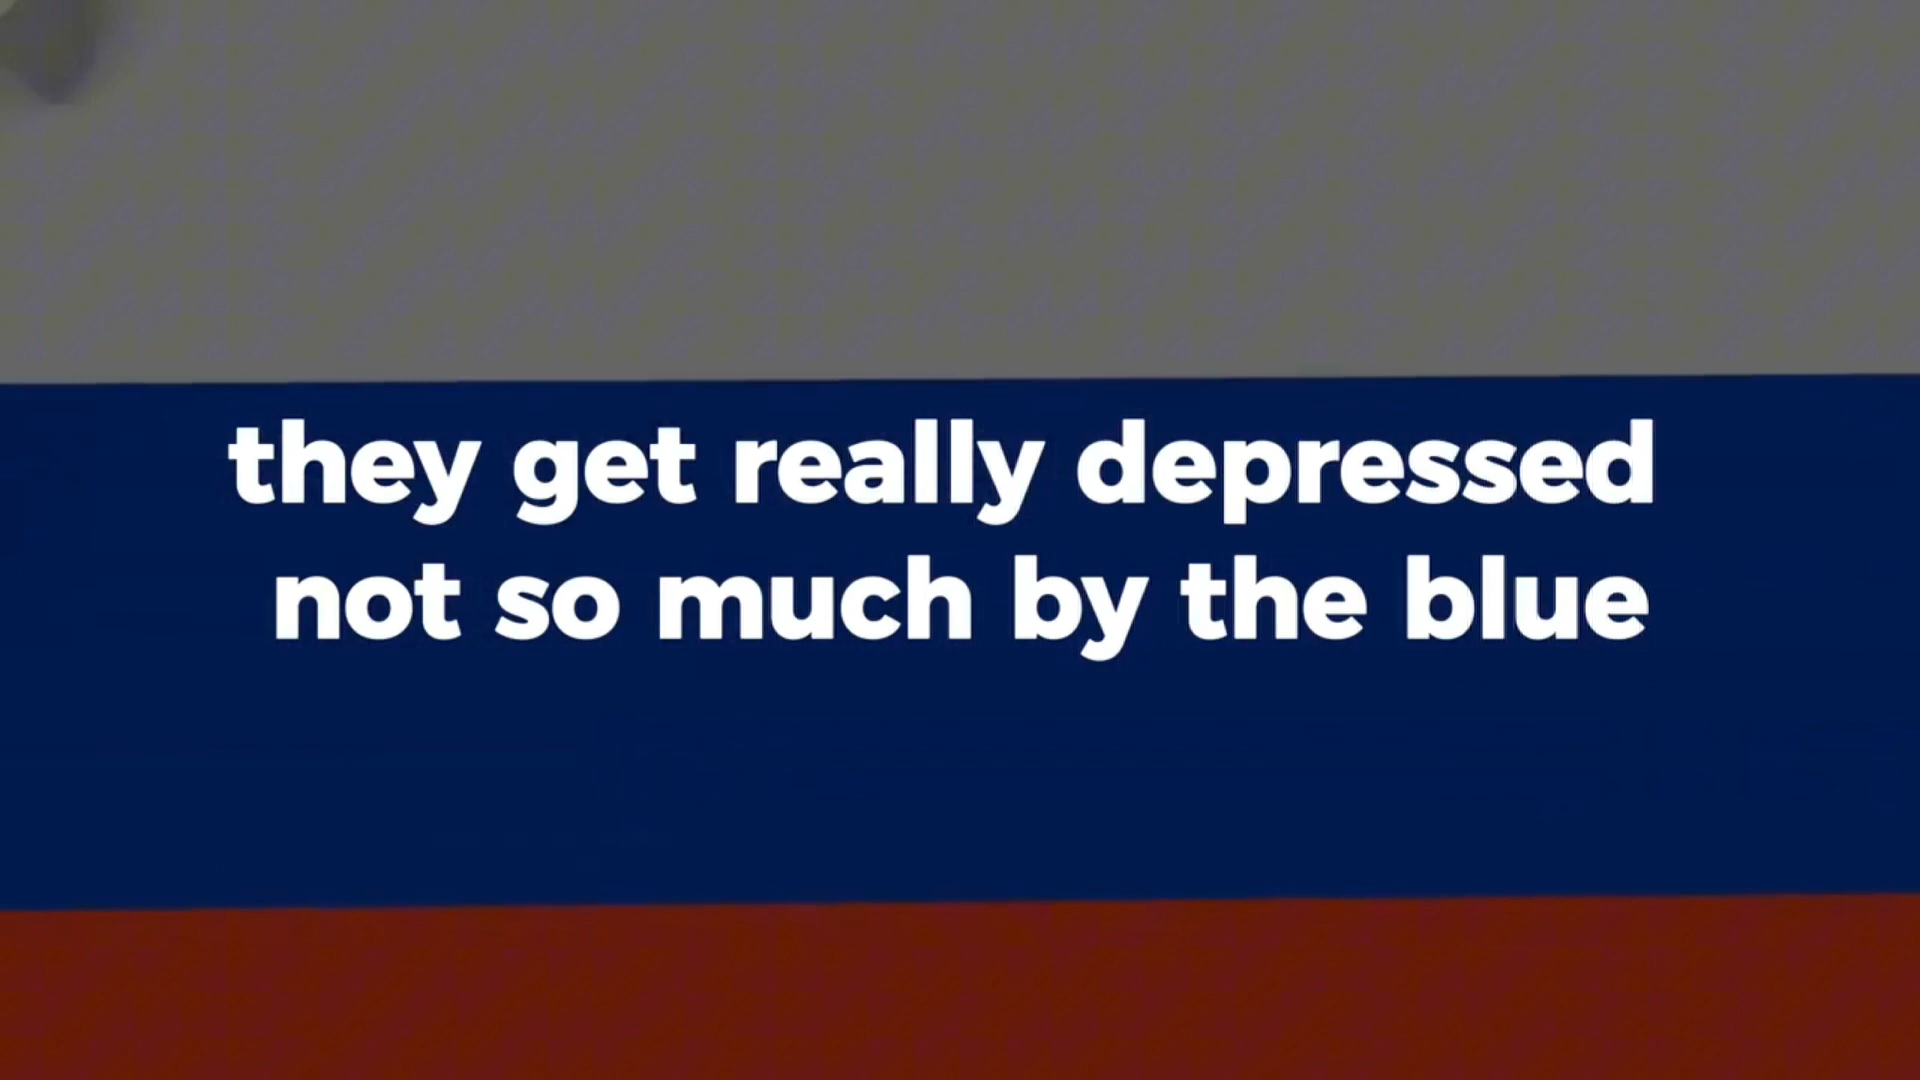 they get really depressed
not so much by the blue